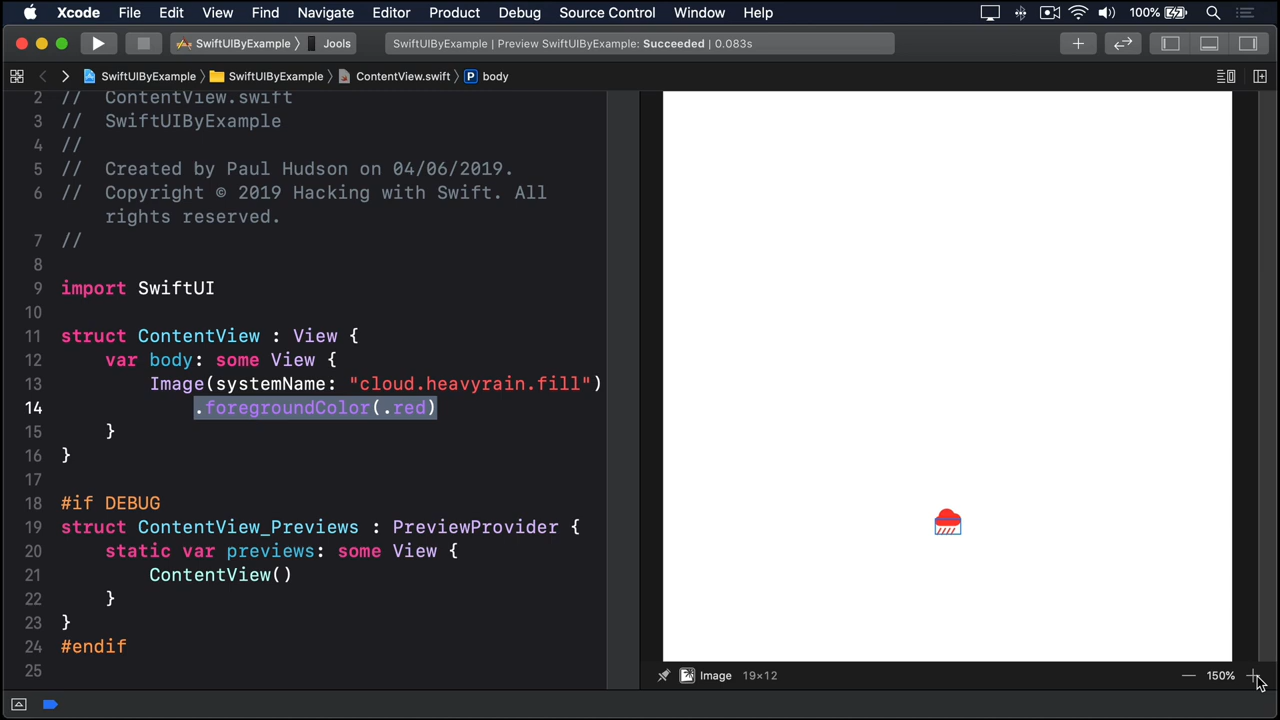 Xcode File Edit View Find Navigate Editor Product Debug Source Control Window Help 100%
SwiftUIByExample Jools SwiftUIByExample | Preview SwiftUIByExample: Succeeded | 0.083s
SwiftUIByExample SwiftUIByExample ContentView.swift P body
2 // ContentView.swift
3 // SwiftUIByExample
4 //
5 // Created by Paul Hudson on 04/06/2019.
6 // Copyright © 2019 Hacking with Swift. All
rights reserved.
7 //
8
9 import SwiftUI
10
11 struct ContentView : View {
12 var body: some View {
13 Image(systemName: "cloud.heavyrain.fill")
14 .foregroundColor(.red)
15 }
16 }
17
18 #if DEBUG
19 struct ContentView_Previews : PreviewProvider {
20 static var previews: some View {
21 ContentView()
22 }
23 }
24 #endif
25
Image 19×12 150%